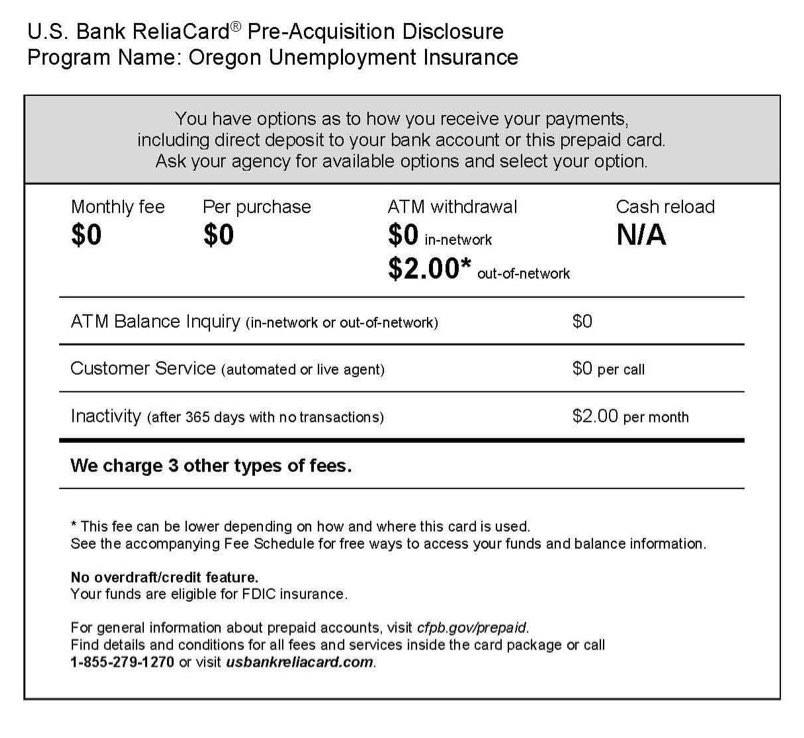 U.S. Bank ReliaCard® Pre-Acquisition Disclosure
Program Name: Oregon Unemployment Insurance
You have options as to how you receive your payments,
including direct deposit to your bank account or this prepaid card.
Ask your agency for available options and select your option.
Monthly fee Per purchase ATM withdrawal Cash reload
$0 $0 $0 in-network N/A
$2.00* out-of-network
ATM Balance Inquiry (in-network or out-of-network) $0
Customer Service (automated or live agent) $0 per call
Inactivity (after 365 days with no transactions) $2.00 per month
We charge 3 other types of fees.
* This fee can be lower depending on how and where this card is used.
See the accompanying Fee Schedule for free ways to access your funds and balance information.
No overdraft/credit feature.
Your funds are eligible for FDIC insurance.
For general information about prepaid accounts, visit cfpb.gov/prepaid.
Find details and conditions for all fees and services inside the card package or call
1-855-279-1270 or visit usbankreliacard.com.